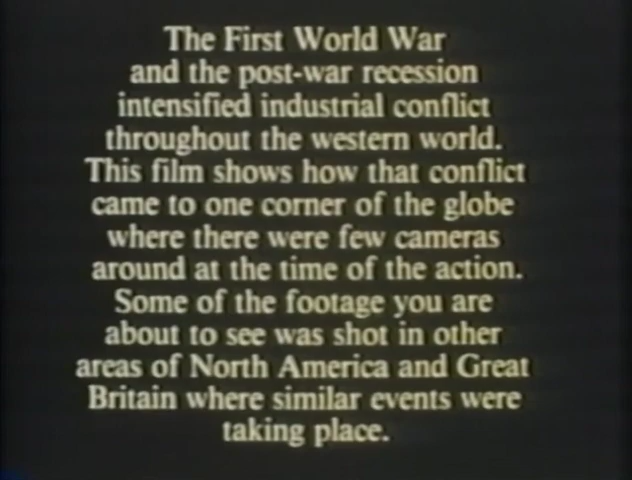 The First World War
and the post-war recession
intensified industrial conflict
throughout the western world.
This film shows how that conflict
came to one corner of the globe
where there were few cameras
around at the time of the action.
Some of the footage you are
about to see was shot in other
areas of North America and Great
Britain where similar events were
taking place.